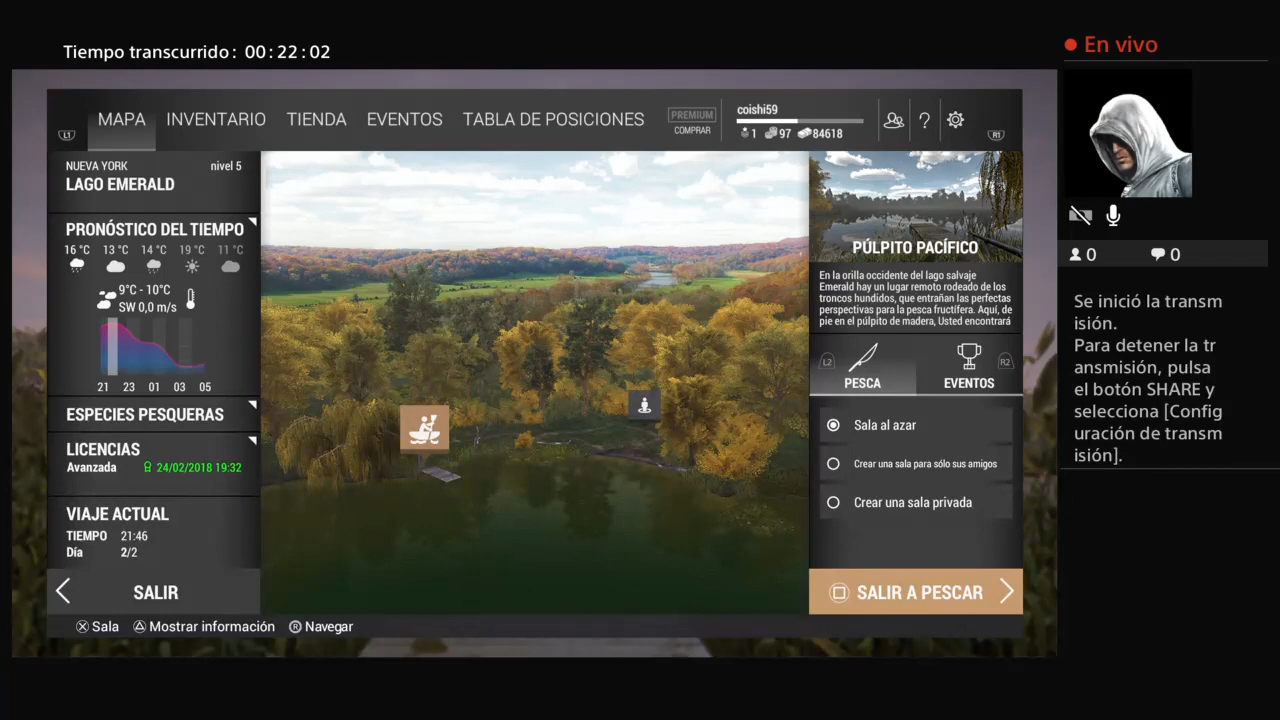 Tiempo transcurrido: 00:22:02
En vivo
L1
MAPA
INVENTARIO
TIENDA
EVENTOS
TABLA DE POSICIONES
PREMIUM
COMPRAR
coishi59
1 97 84618
?
R1
NUEVA YORK nivel 5
LAGO EMERALD
PRONÓSTICO DEL TIEMPO
16 °C 13 °C 14 °C 19 °C 11 °C
9°C - 10°C
SW 0,0 m/s
21 23 01 03 05
ESPECIES PESQUERAS
LICENCIAS
Avanzada 24/02/2018 19:32
VIAJE ACTUAL
TIEMPO 21:46
Día 2/2
SALIR
PÚLPITO PACÍFICO
En la orilla occidente del lago salvaje
Emerald hay un lugar remoto rodeado de los
troncos hundidos, que entrañan las perfectas
perspectivas para la pesca fructífera. Aquí, de
pie en el púlpito de madera, Usted encontrará
L2
PESCA
EVENTOS
R2
Sala al azar
Crear una sala para sólo sus amigos
Crear una sala privada
SALIR A PESCAR
Sala
Mostrar información
R Navegar
0 0
Se inició la transm
isión.
Para detener la tr
ansmisión, pulsa
el botón SHARE y
selecciona [Config
uración de transm
isión].